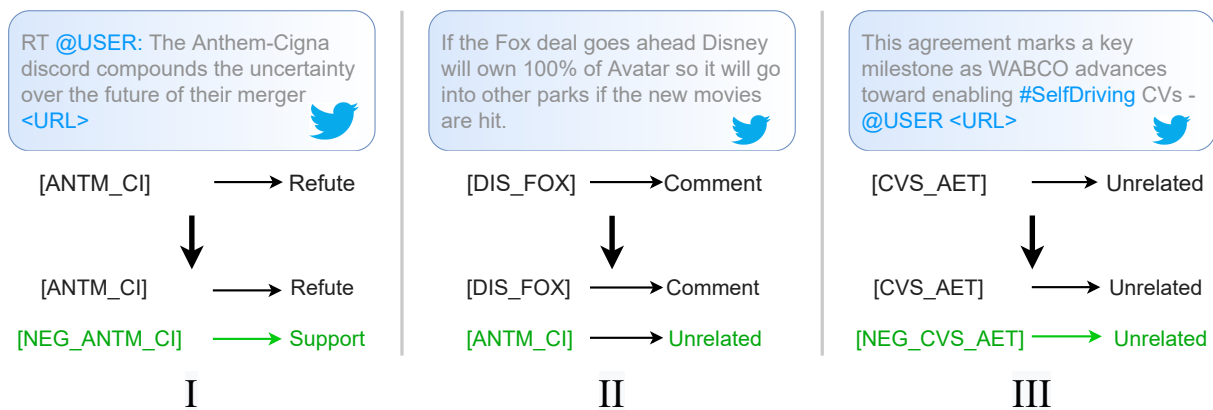 RT @USER: The Anthem-Cigna
discord compounds the uncertainty
over the future of their merger
<URL>
[ANTM_CI] Refute
[ANTM_CI] Refute
[NEG_ANTM_CI] Support
I
If the Fox deal goes ahead Disney
will own 100% of Avatar so it will go
into other parks if the new movies
are hit.
[DIS_FOX] Comment
[DIS_FOX] Comment
[ANTM_CI] Unrelated
II
This agreement marks a key
milestone as WABCO advances
toward enabling #SelfDriving CVs -
@USER <URL>
[CVS_AET] Unrelated
[CVS_AET] Unrelated
[NEG_CVS_AET] Unrelated
III